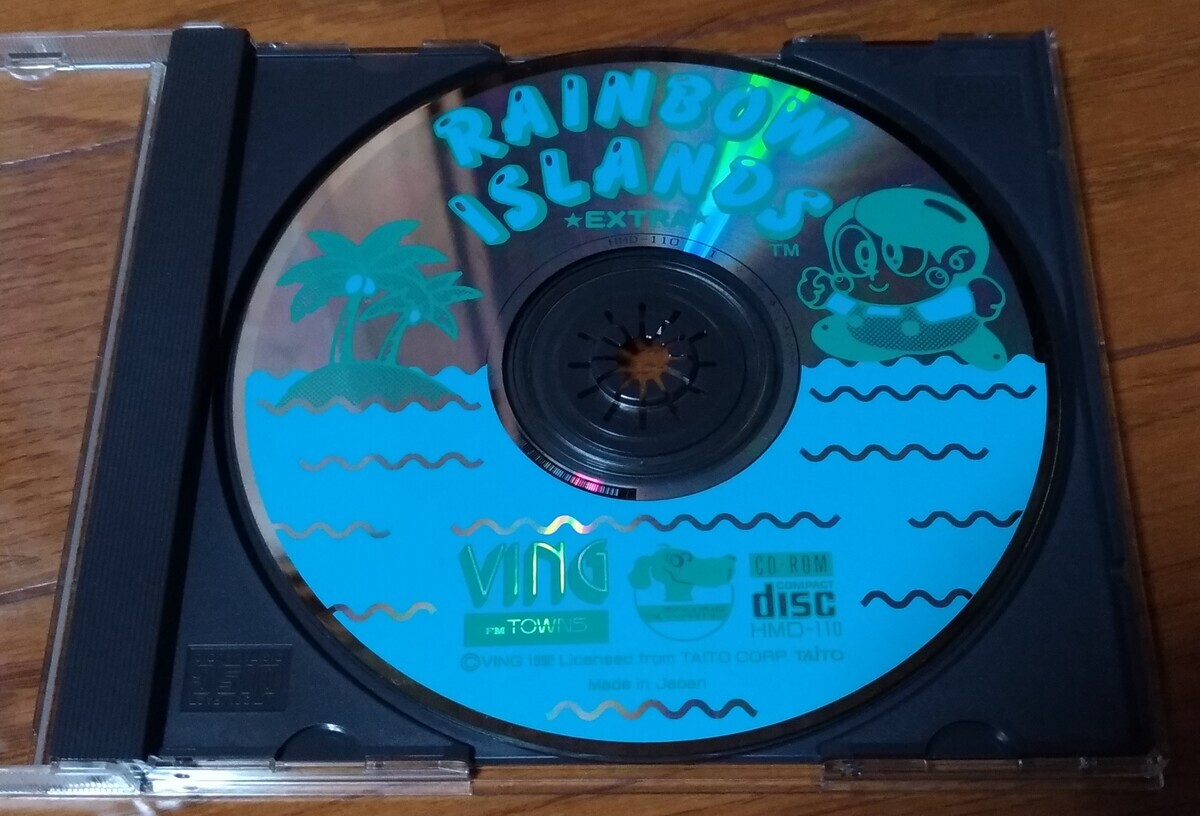 RAINBOW
ISLANDS
★EXTRA★
TM
HMD-110 1
VING
FM TOWNS
CD-ROM
COMPACT
disc
HMD-110
©VING 1992 Licensed from TAITO CORP. TAITO
Made in Japan